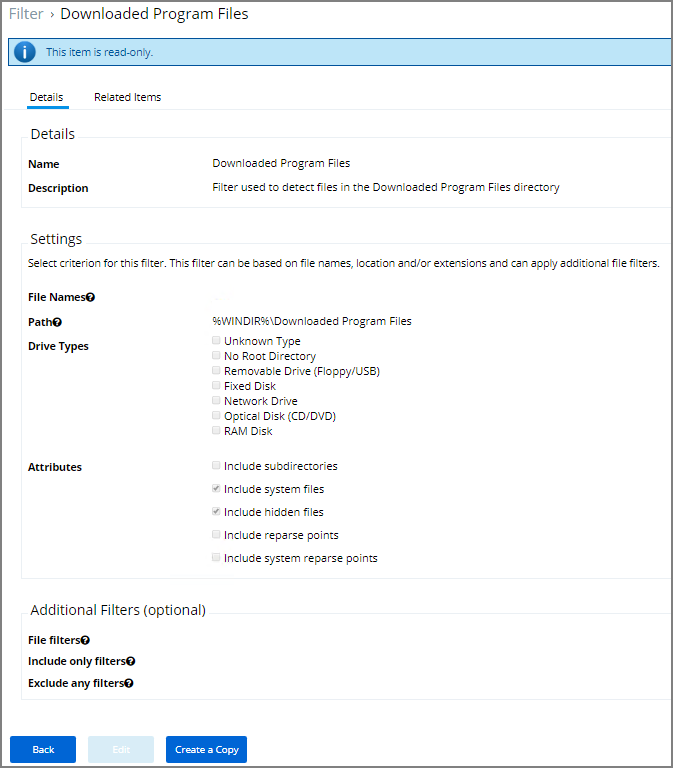 Filter › Downloaded Program Files
This item is read-only.
Details Related Items
Details
Name Downloaded Program Files
Description Filter used to detect files in the Downloaded Program Files directory
Settings
Select criterion for this filter. This filter can be based on file names, location and/or extensions and can apply additional file filters.
File Names?
Path? %WINDIR%\Downloaded Program Files
Drive Types Unknown Type
No Root Directory
Removable Drive (Floppy/USB)
Fixed Disk
Network Drive
Optical Disk (CD/DVD)
RAM Disk
Attributes Include subdirectories
Include system files
Include hidden files
Include reparse points
Include system reparse points
Additional Filters (optional)
File filters?
Include only filters?
Exclude any filters?
Back Edit Create a Copy